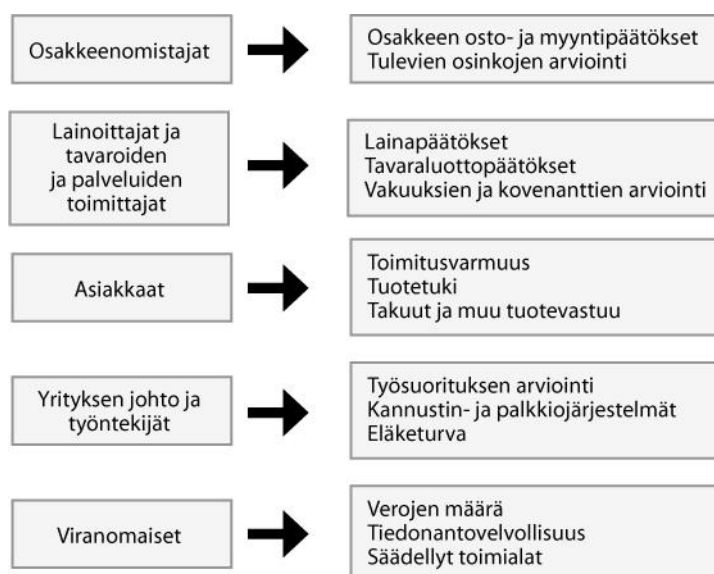 Osakkeenomistajat
Osakkeen osto- ja myyntipäätökset
Tulevien osinkojen arviointi
Lainoittajat ja
tavaroiden
ja palveluiden
toimittajat
Lainapäätökset
Tavaraluottopäätökset
Vakuuksien ja kovenanttien arviointi
Asiakkaat
Toimitusvarmuus
Tuotetuki
Takuut ja muu tuotevastuu
Yrityksen johto ja
työntekijät
Työsuorituksen arviointi
Kannustin- ja palkkiojärjestelmät
Eläketurva
Viranomaiset
Verojen määrä
Tiedonantovelvollisuus
Säädellyt toimialat